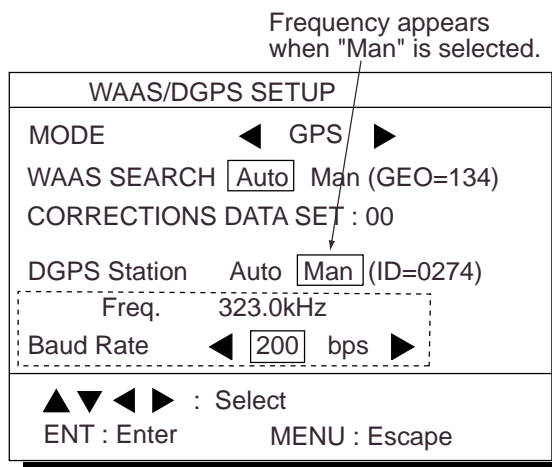 Frequency appears
when "Man" is selected.
WAAS/DGPS SETUP
MODE ◀ GPS ▶
WAAS SEARCH Auto Man (GEO=134)
CORRECTIONS DATA SET : 00
DGPS Station Auto Man (ID=0274)
Freq. 323.0kHz
Baud Rate ◀ 200 bps ▶
▲ ▼ ◀ ▶ : Select
ENT : Enter MENU : Escape